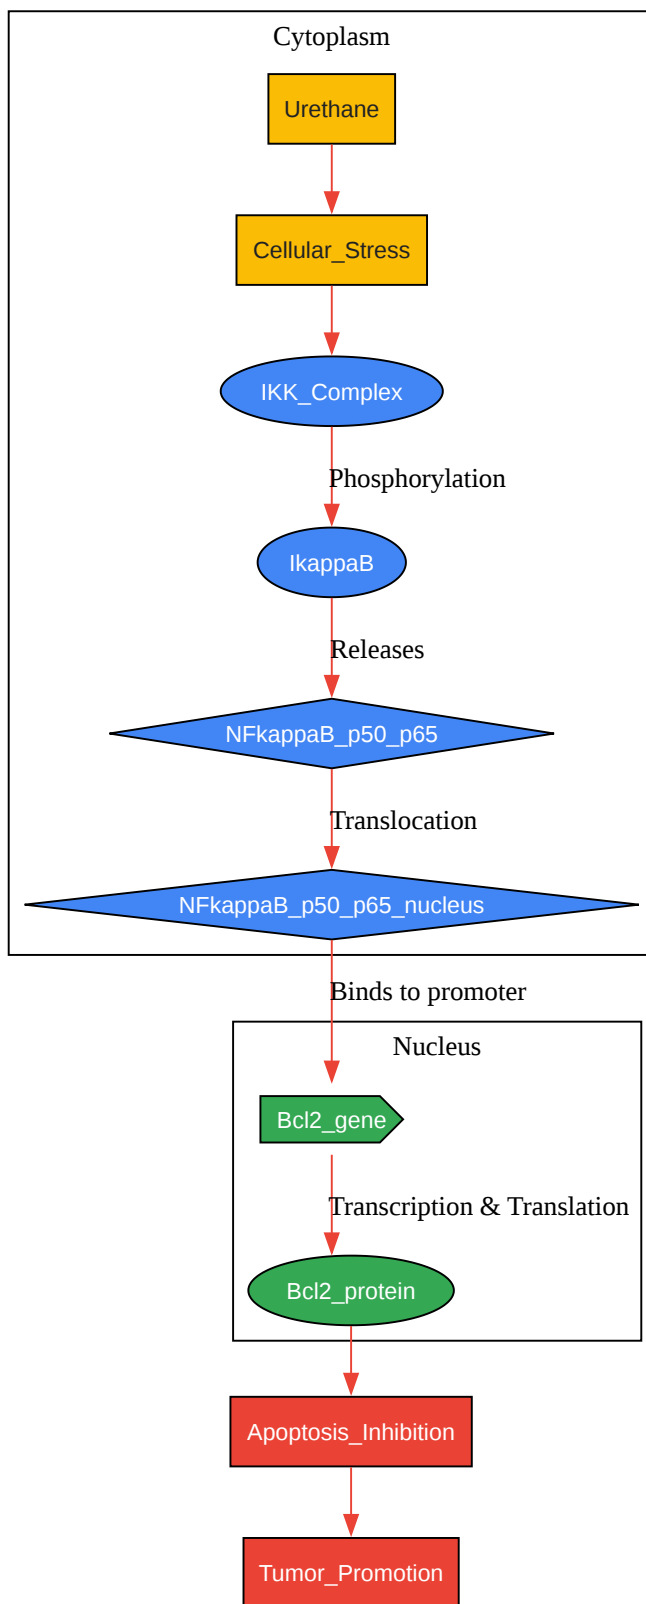 Cytoplasm
Urethane
Cellular_Stress
IKK_Complex
Phosphorylation
IkappaB
Releases
NFkappaB_p50_p65
Translocation
NFkappaB_p50_p65_nucleus
Binds to promoter
Nucleus
Bcl2_gene
Transcription & Translation
Bcl2_protein
Apoptosis_Inhibition
Tumor_Promotion